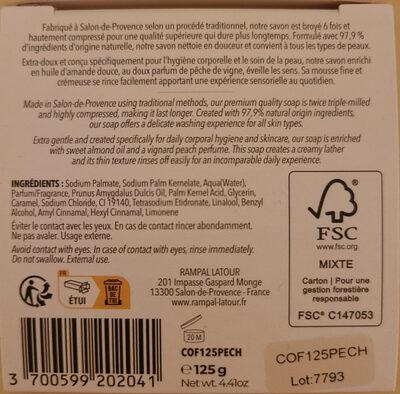 Fabriqué à Salon-de-Provence selon un procédé traditionnel, notre savon est broyé 6 fois et
hautement compressé pour une qualité supérieure qui dure plus longtemps. Formulé avec 97,9 %
d'ingrédients d'origine naturelle, notre savon nettoie en douceur et convient à tous les types de peaux.
Extra-doux et conçu spécifiquement pour l'hygiène corporelle et le soin de la peau, notre savon enrichi
en huile d'amande douce, au doux parfum de pêche de vigne, éveille les sens. Sa mousse fine et
crémeuse se rince facilement apportant une expérience sensorielle au quotidien.
Made in Salon-de-Provence using traditional methods, our premium quality soap is twice triple-milled
and highly compressed, making it last longer. Created with 97,9% natural origin ingredients,
our soap offers a delicate washing experience for all skin types.
Extra gentle and created specifically for daily corporal hygiene and skincare, our soap is enriched
with sweet almond oil and a vignard peach perfume. This soap creates a creamy lather
and its thin texture rinses off easily for an incomparable daily experience.
INGRÉDIENTS : Sodium Palmate, Sodium Palm Kernelate, Aqua(Water),
Parfum/Fragrance, Prunus Amygdalus Dulcis Oil, Palm Kernel Acid, Glycerin,
Caramel, Sodium Chloride, CI 19140, Tetrasodium Etidronate, Linalool, Benzyl
Alcohol, Amyl Cinnamal, Hexyl Cinnamal, Limonene
Éviter le contact avec les yeux. En cas de contact rincer abondamment.
Ne pas avaler. Usage externe.
Avoid contact with eyes. In case of contact with eyes, rinse immediately.
Do not swallow. External use.
FSC
www.fsc.org
MIXTE
Carton | Pour une
gestion forestière
responsable
FSC® C147053
FR
ÉTUI
BAC DE TRI
RAMPAL LATOUR
201 Impasse Gaspard Monge
13300 Salon-de-Provence - France
www.rampal-latour.com
3 700599 202041
20 M
COF125PECH
e 125 g
Net wt. 4.41oz
COF125PECH
Lot:7793